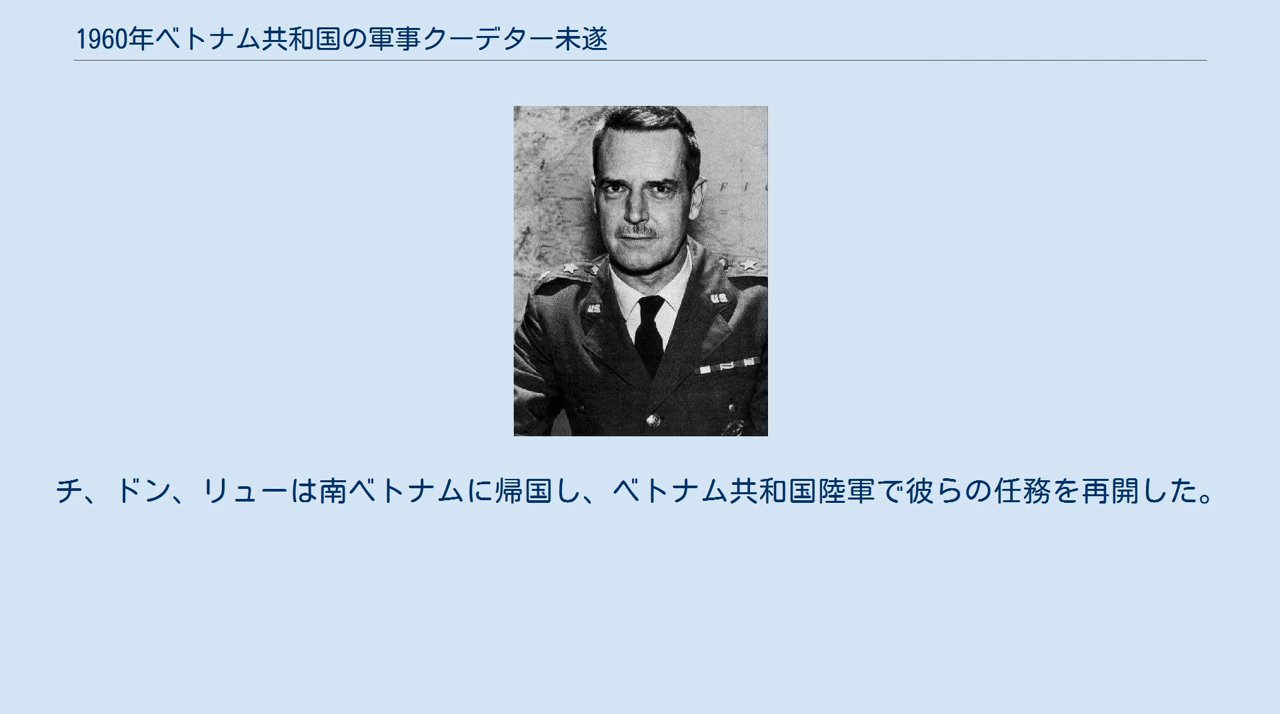 1960年ベトナム共和国の軍事クーデター未遂
F I
US
US
チ、ドン、リューは南ベトナムに帰国し、ベトナム共和国陸軍で彼らの任務を再開した。